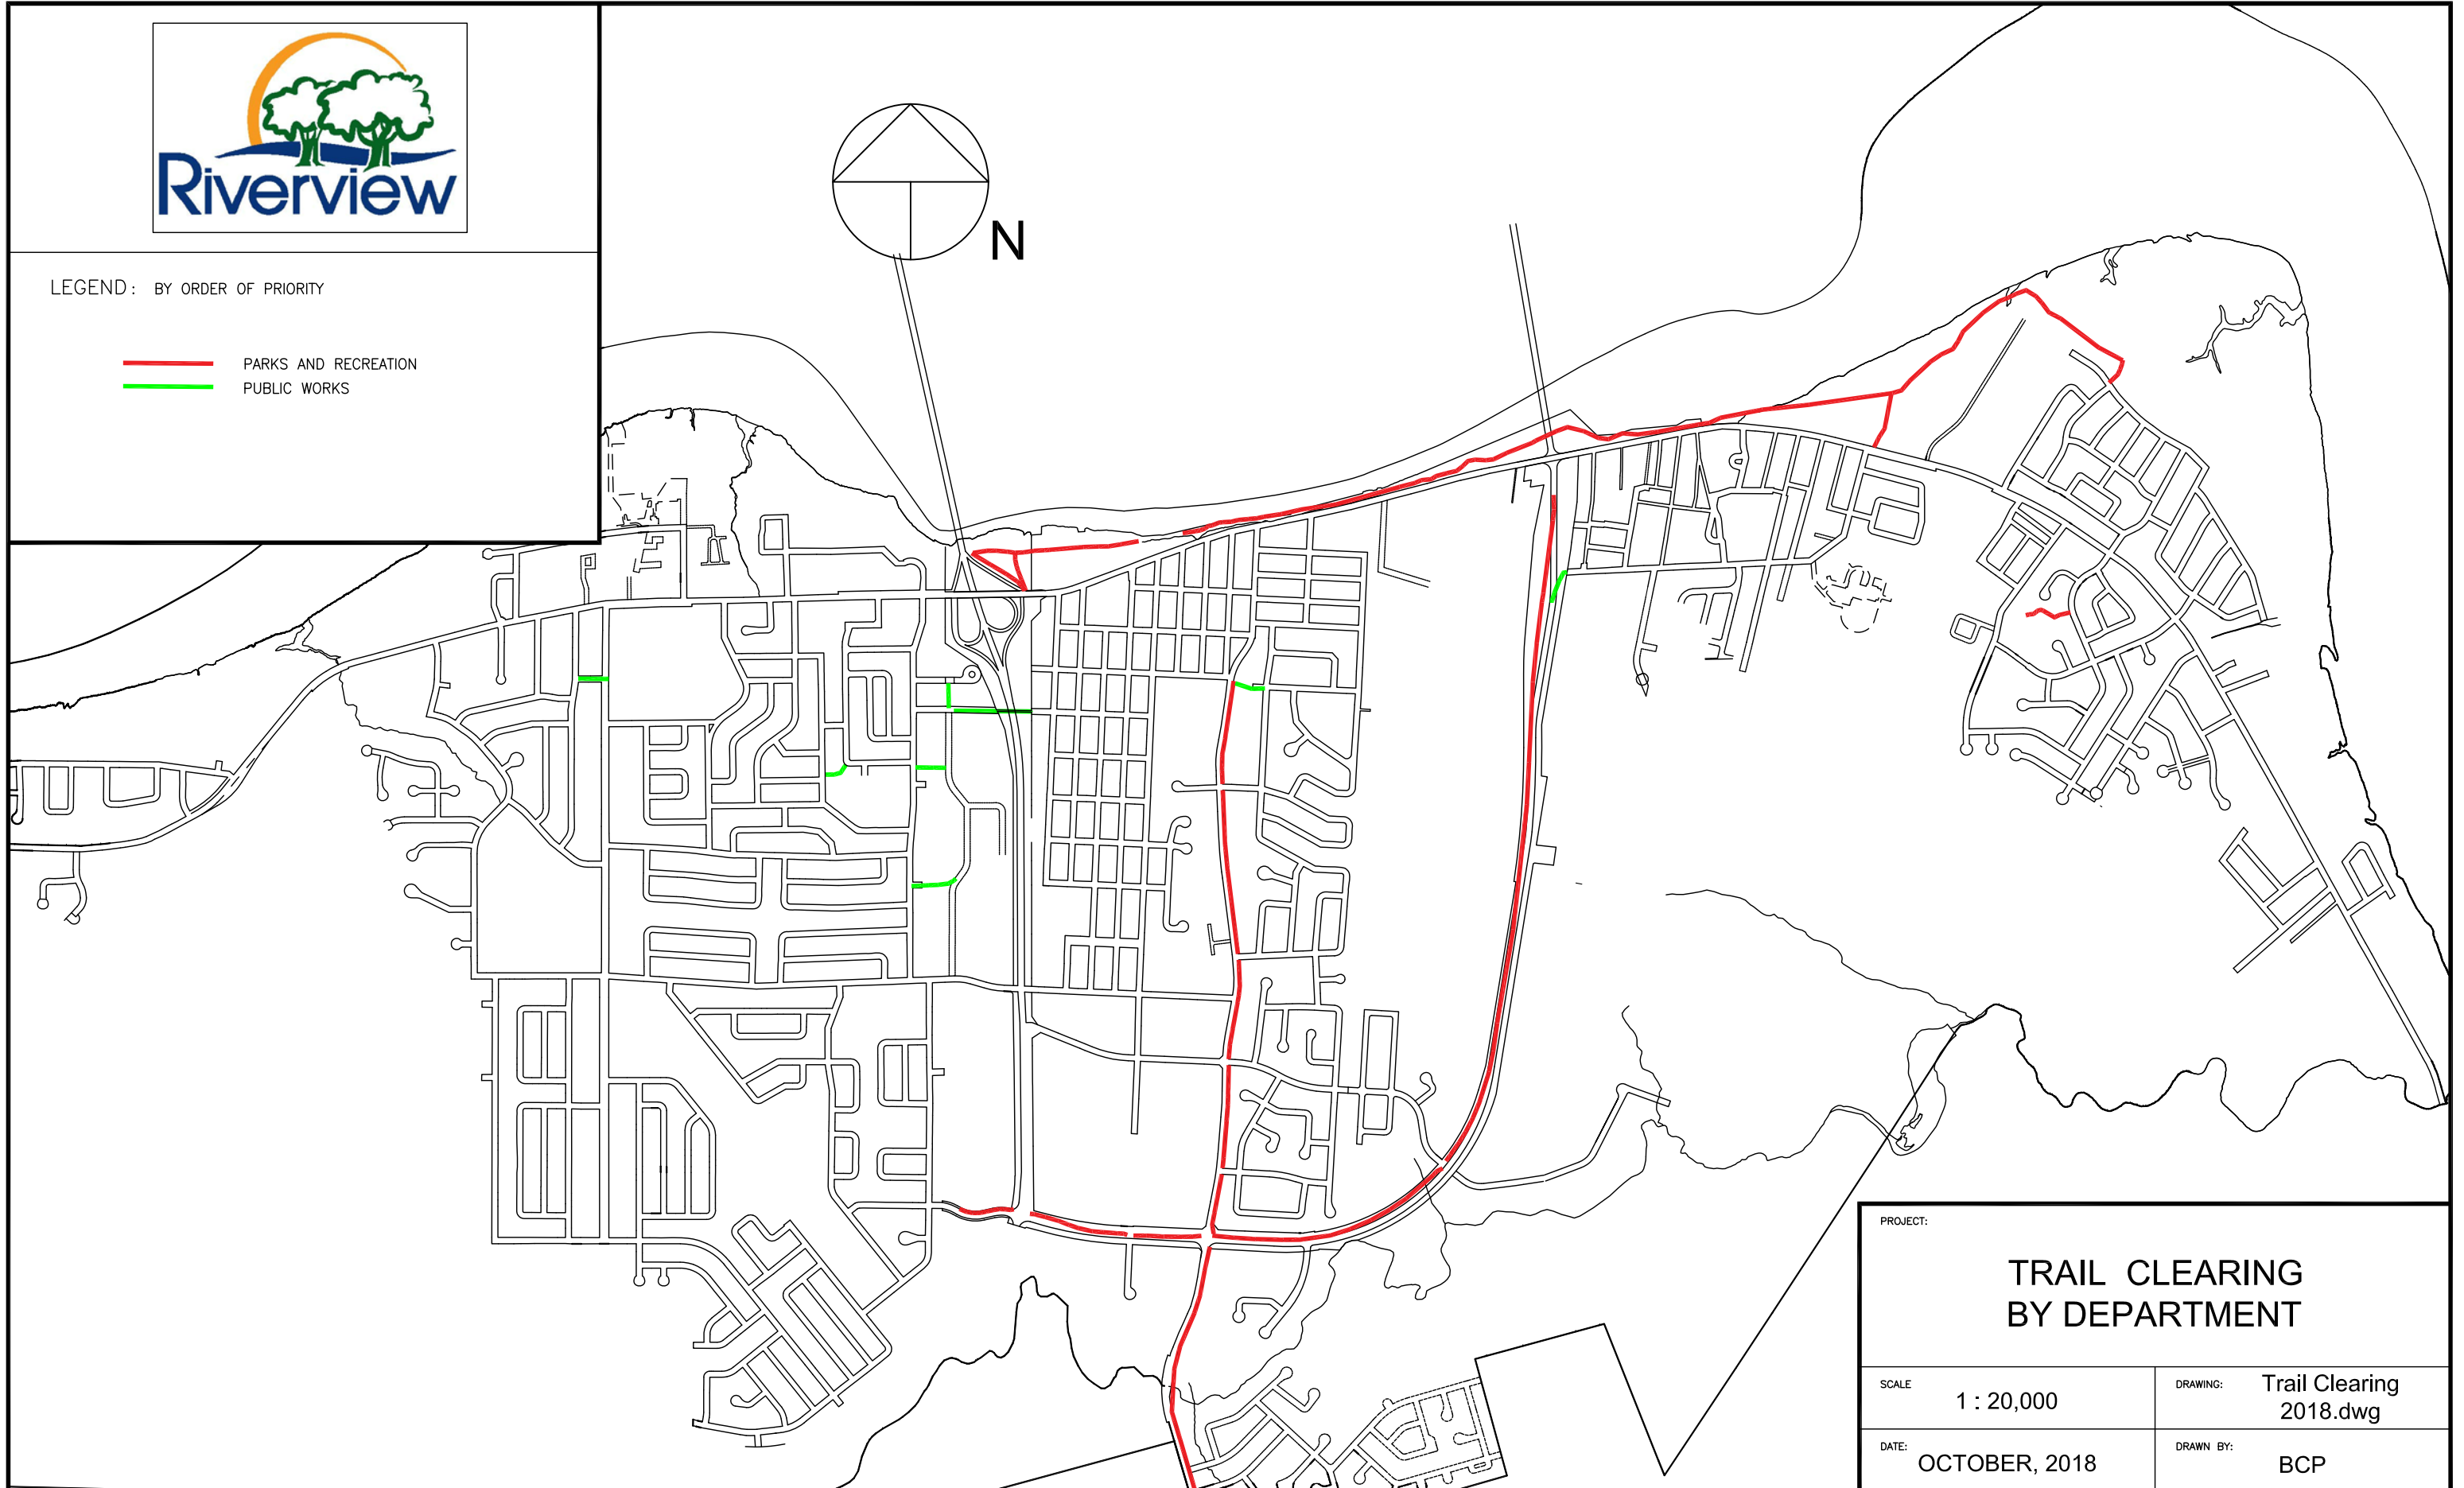 Riverview
N
LEGEND: BY ORDER OF PRIORITY
PARKS AND RECREATION
PUBLIC WORKS
PROJECT:
TRAIL CLEARING
BY DEPARTMENT
SCALE
1 : 20,000
DRAWING:
Trail Clearing
2018.dwg
DATE:
OCTOBER, 2018
DRAWN BY:
BCP